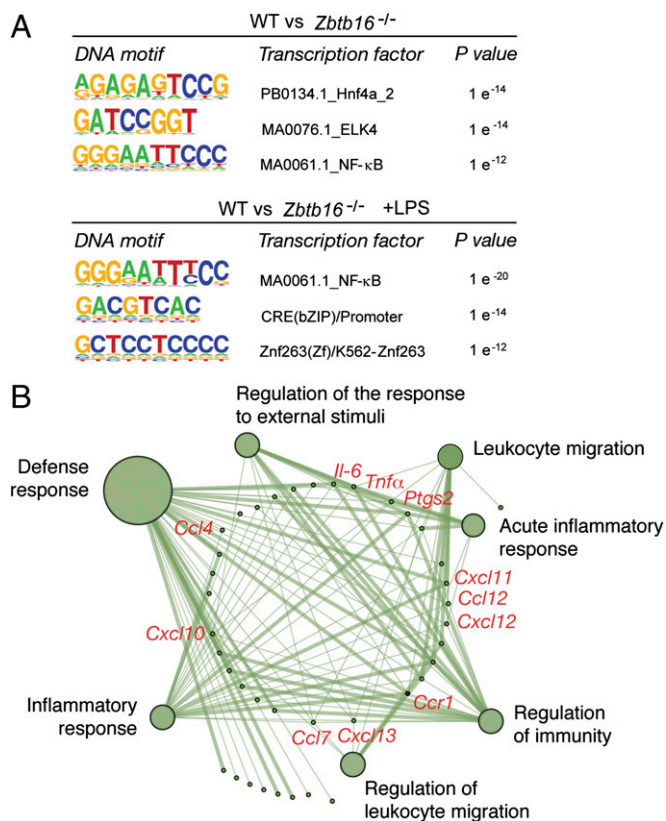 A
WT vs Zbtb16-/-
DNA motif Transcription factor P value
AGAGAGTCCG PB0134.1_Hnf4a_2 1 e-14
GATCCGGT MA0076.1_ELK4 1 e-14
GGGAATTCCC MA0061.1_NF-κB 1 e-12
WT vs Zbtb16-/- +LPS
DNA motif Transcription factor P value
GGGAATTTCC MA0061.1_NF-κB 1 e-20
GACGTCAC CRE(bZIP)/Promoter 1 e-14
GCTCCTCCCC Znf263(Zf)/K562-Znf263 1 e-12
B
Regulation of the response
to external stimuli
Leukocyte migration
Defense
response
Il-6
Tnfα
Ptgs2
Ccl4
Acute inflammatory
response
Cxcl11
Ccl12
Cxcl12
Cxcl10
Ccr1
Inflammatory
response
Ccl7
Cxcl13
Regulation
of immunity
Regulation of
leukocyte migration